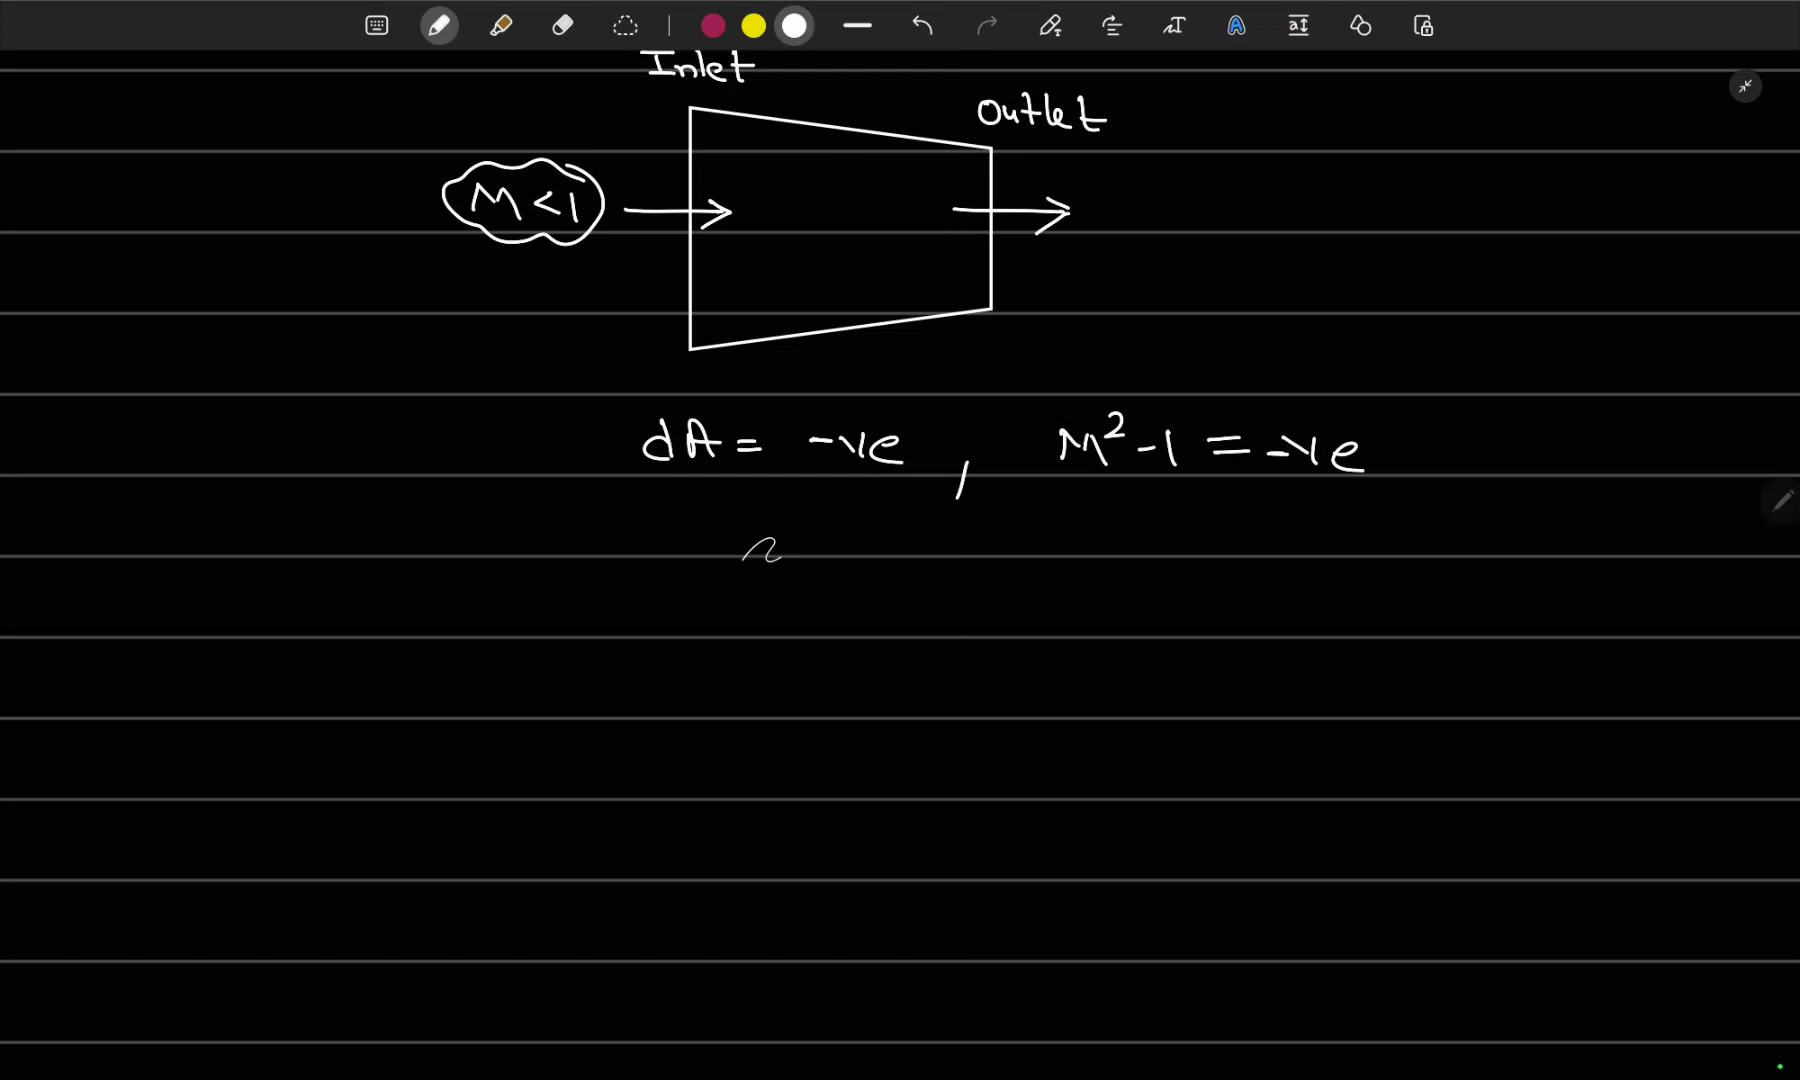 Inlet
Outlet
M < 1
dA = -ve , M² - 1 = -ve